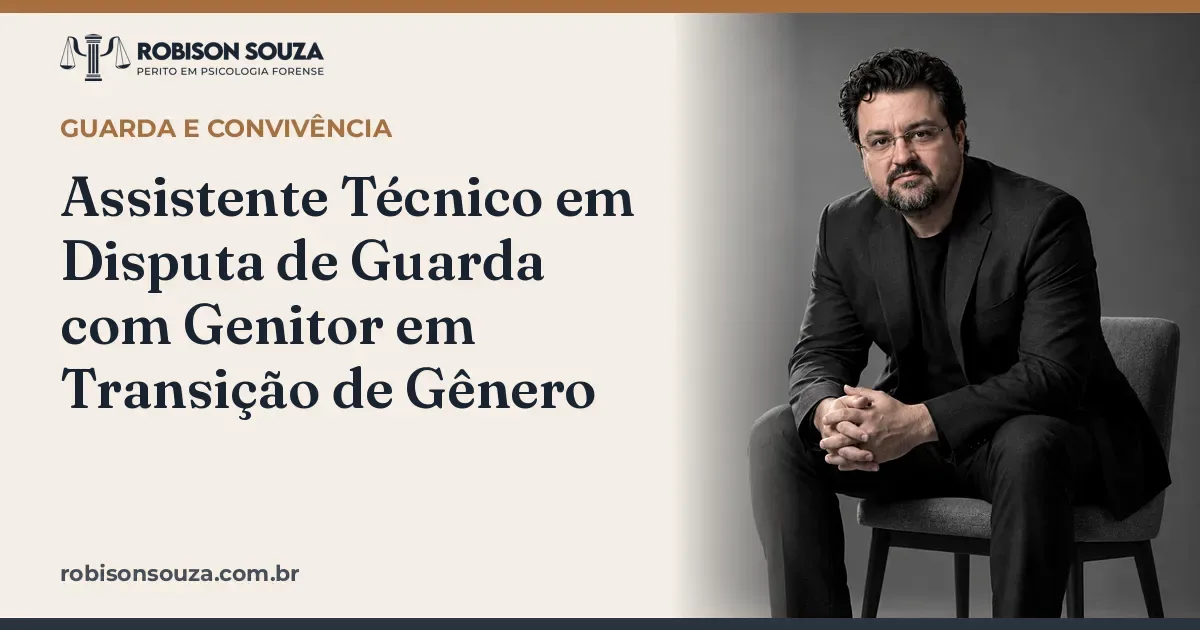 ROBISON SOUZA
PERITO EM PSICOLOGIA FORENSE
GUARDA E CONVIVÊNCIA
Assistente Técnico em
Disputa de Guarda
com Genitor em
Transição de Gênero
robisonsouza.com.br